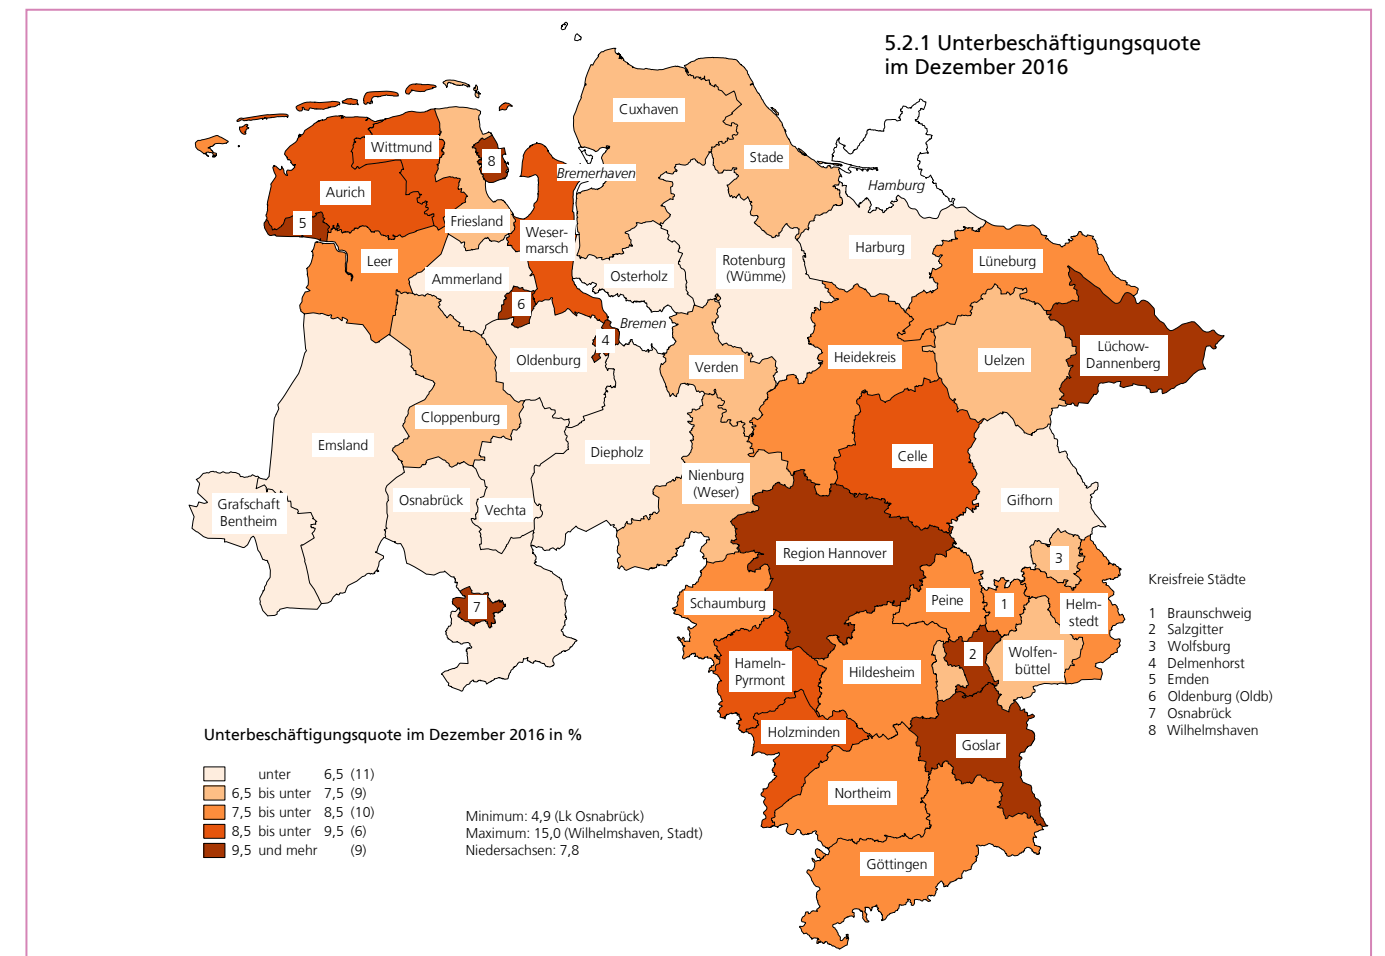 5.2.1 Unterbeschäftigungsquote
im Dezember 2016
Cuxhaven
Wittmund
8
Stade
Bremerhaven
Hamburg
Aurich
5
Friesland
Weser-
marsch
Harburg
Leer
Ammerland
Osterholz
Rotenburg
(Wümme)
Lüneburg
6
Bremen
4
Oldenburg
Verden
Heidekreis
Uelzen
Lüchow-
Dannenberg
Cloppenburg
Emsland
Diepholz
Celle
Nienburg
(Weser)
Grafschaft
Bentheim
Osnabrück
Vechta
Gifhorn
Region Hannover
3
Schaumburg
Peine
1
Helm-
stedt
7
2
Wolfen-
büttel
Hameln-
Pyrmont
Hildesheim
Holzminden
Goslar
Northeim
Göttingen
Kreisfreie Städte
1 Braunschweig
2 Salzgitter
3 Wolfsburg
4 Delmenhorst
5 Emden
6 Oldenburg (Oldb)
7 Osnabrück
8 Wilhelmshaven
Unterbeschäftigungsquote im Dezember 2016 in %
unter 6,5 (11)
6,5 bis unter 7,5 (9)
7,5 bis unter 8,5 (10)
8,5 bis unter 9,5 (6)
9,5 und mehr (9)
Minimum: 4,9 (Lk Osnabrück)
Maximum: 15,0 (Wilhelmshaven, Stadt)
Niedersachsen: 7,8